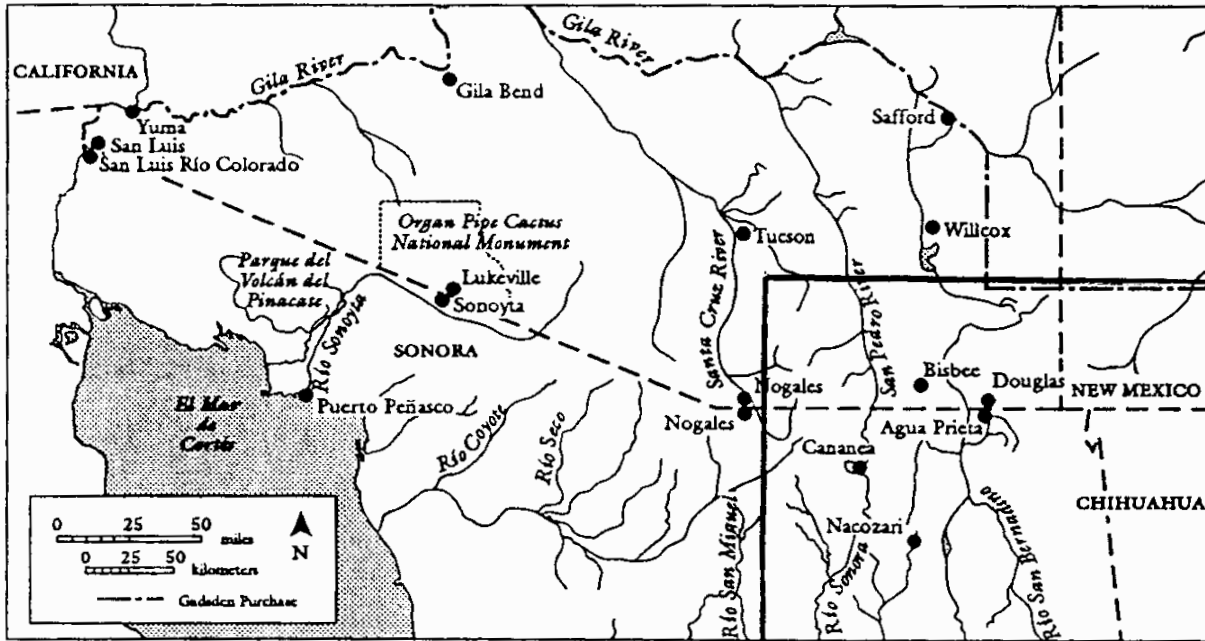 CALIFORNIA
Gila River
Gila River
Gila Bend
Yuma
San Luis
San Luis Río Colorado
Safford
Organ Pipe Cactus
National Monument
Tucson
Willcox
Parque del
Volcán del
Pinacate
Lukeville
Sonoyta
Río Sonoyta
Santa Cruz River
San Pedro River
SONORA
Bisbee
Douglas
NEW MEXICO
Nogales
Nogales
Agua Prieta
Puerto Peñasco
El Mar
de
Cortés
Río Coyote
Río Seco
Cananea
CHIHUAHUA
Nacozari
Río San Miguel
Río Sonora
Río San Bernadino
0 25 50
miles
0 25 50
kilometers
N
Gadsden Purchase